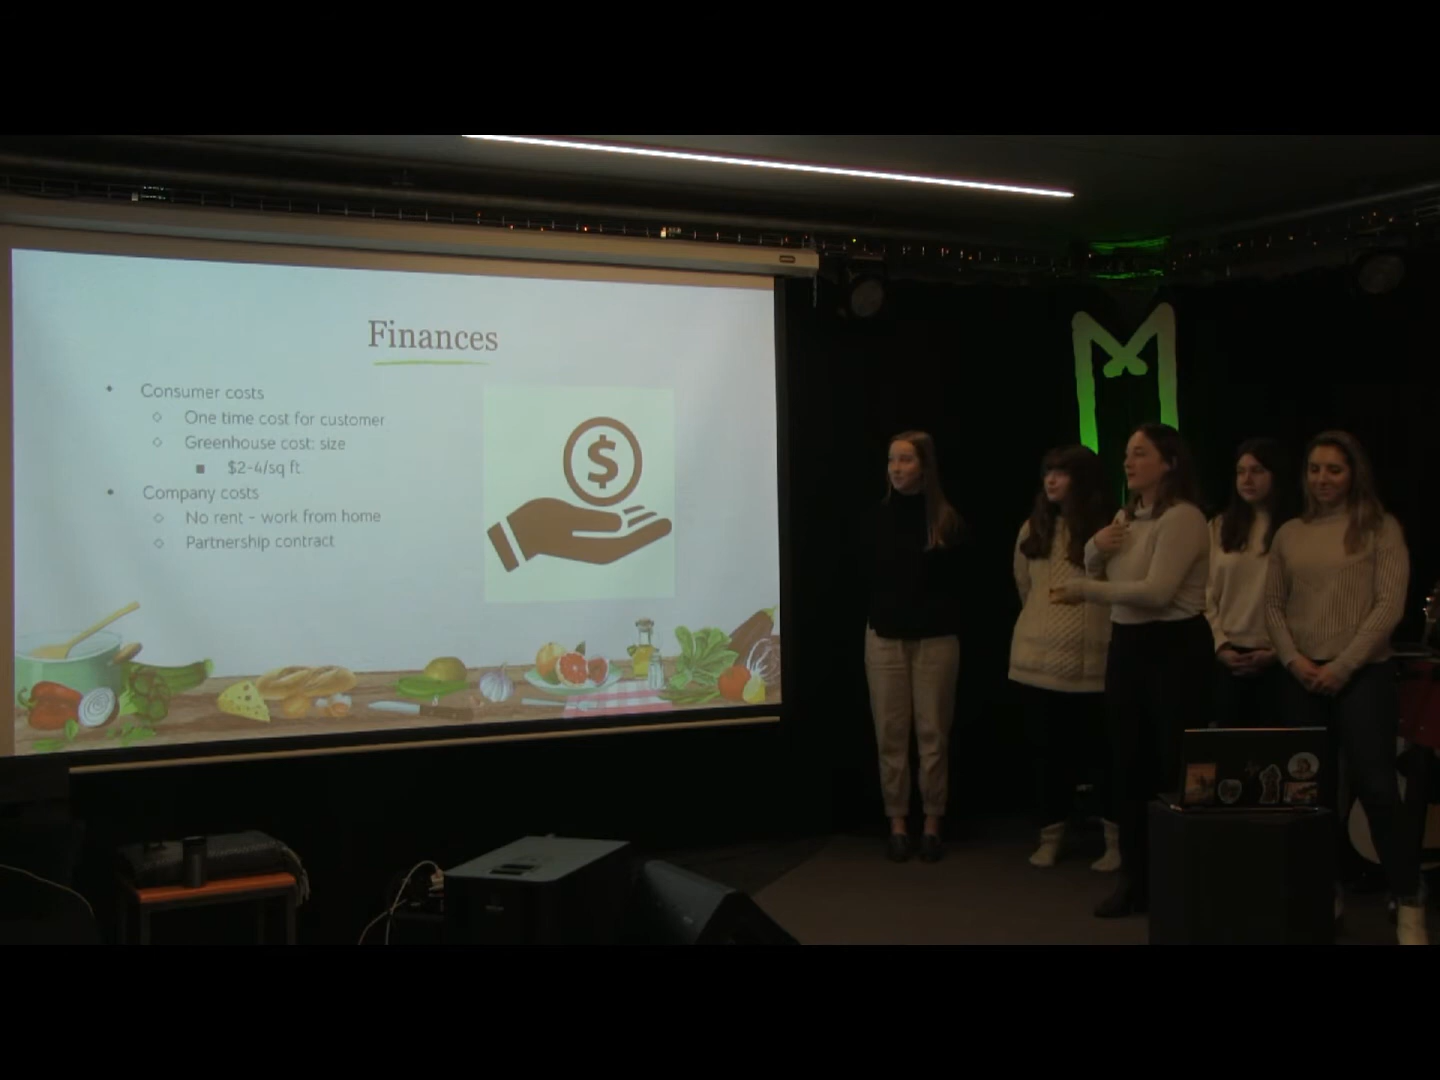 Finances
Consumer costs
One time cost for customer
Greenhouse cost: size
$2-4/sq ft
Company costs
No rent - work from home
Partnership contract
$
M